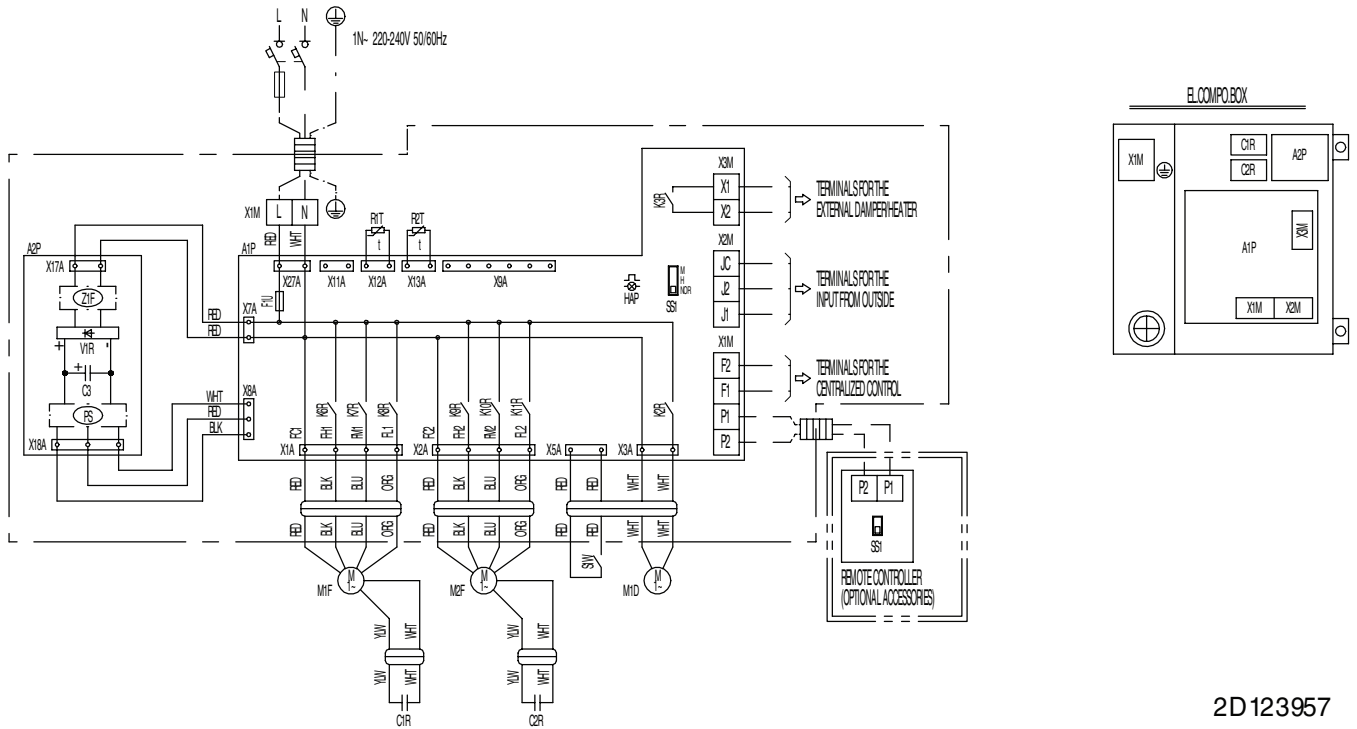 L N
1N~ 220-240V 50/60Hz
X1M L N
RED WHT
R1T R2T
t t
A2P
X17A
Z1F
V1R
+ -
+
C3
PS
X18A
A1P
X27A X11A X12A X13A X9A
F1U
X7A
RED
RED
X8A
WHT
RED
BLK
HAP
SS1
M
H
NOR
K3R
X3M
X1
X2
TERMINALS FOR THE
EXTERNAL DAMPER/HEATER
X2M
JC
J2
J1
TERMINALS FOR THE
INPUT FROM OUTSIDE
X1M
F2
F1
P1
P2
TERMINALS FOR THE
CENTRALIZED CONTROL
K6R K7R K8R K9R K10R K11R K2R
FC1 FH1 FM1 FL1 FC2 FH2 FM2 FL2
X1A X2A X5A X3A
RED BLK BLU ORG RED BLK BLU ORG RED RED WHT WHT
RED BLK BLU ORG RED BLK BLU ORG RED RED WHT WHT
S1W
M1F M 1~ M2F M 1~ M1D M 1~
YLW WHT YLW WHT
YLW WHT YLW WHT
C1R C2R
P2 P1
SS1
REMOTE CONTROLLER
(OPTIONAL ACCESSORIES)
EL.COMPO.BOX
X1M
C1R
C2R
A2P
A1P
X3M
X1M X2M
2D123957